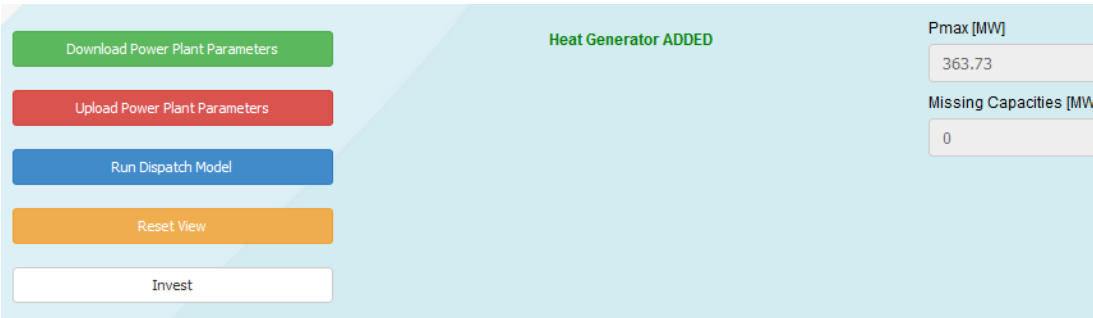 Download Power Plant Parameters
Upload Power Plant Parameters
Run Dispatch Model
Reset View
Invest
Heat Generator ADDED
Pmax [MW]
363.73
Missing Capacities [MW
0